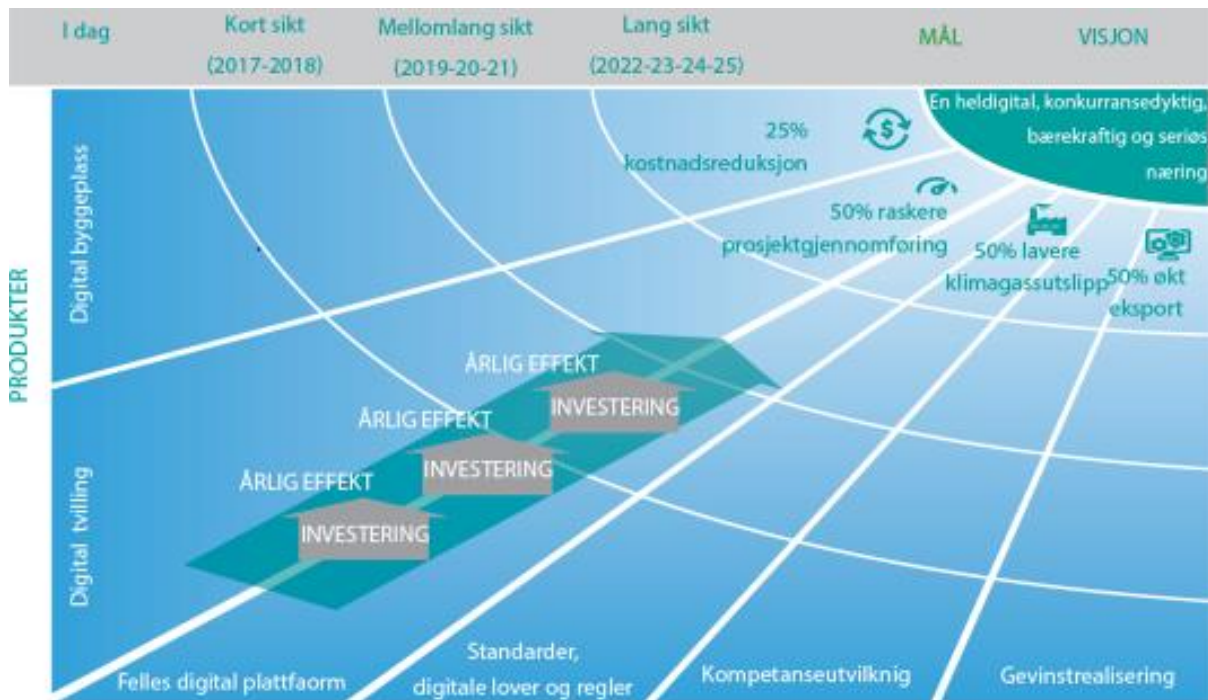 I dag
Kort sikt
(2017-2018)
Mellomlang sikt
(2019-20-21)
Lang sikt
(2022-23-24-25)
MÅL
VISJON
En heldigital, konkurransedyktig,
bærekraftig og seriøs
næring
25%
kostnadsreduksjon
$
50% raskere
prosjektgjennomføring
50% lavere
klimagassutslipp
50% økt
eksport
PRODUKTER
Digital byggeplass
Digital tvilling
ÅRLIG EFFEKT
INVESTERING
ÅRLIG EFFEKT
INVESTERING
ÅRLIG EFFEKT
INVESTERING
Felles digital plattfaorm
Standarder,
digitale lover og regler
Kompetanseutvilknig
Gevinstrealisering